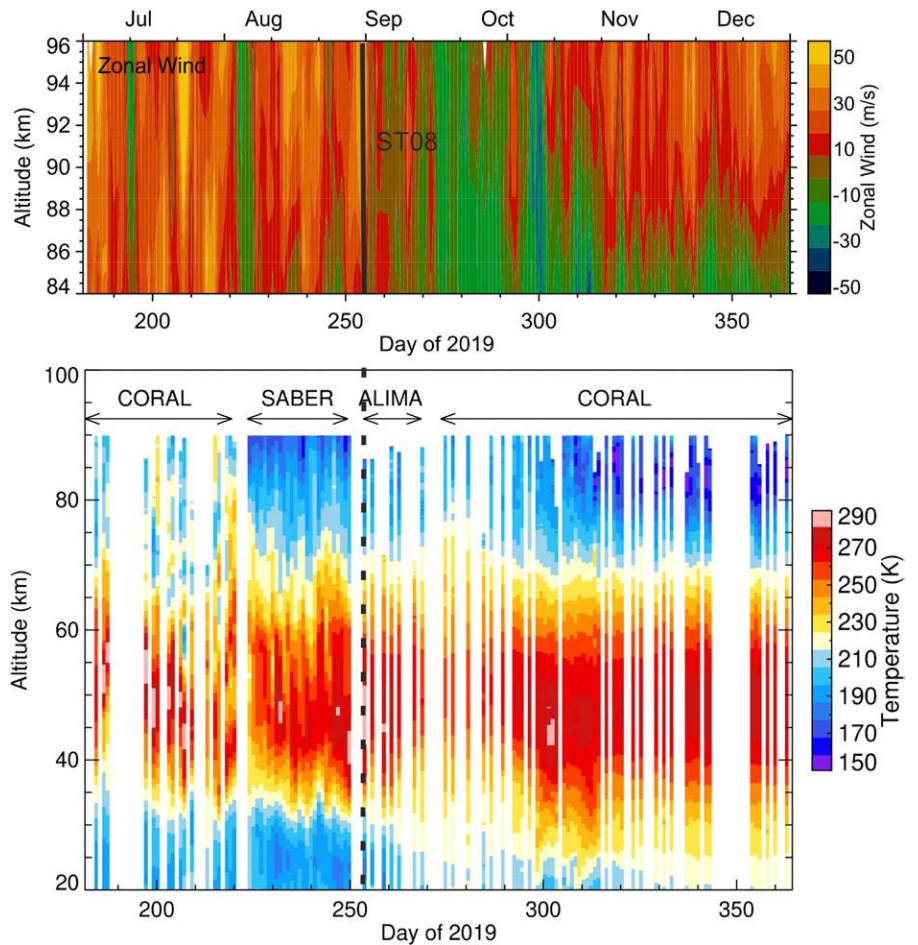 Jul Aug Sep Oct Nov Dec
96
94
92
90
88
86
84
Altitude (km)
Zonal Wind
ST08
50
30
10
-10
-30
-50
Zonal Wind (m/s)
200 250 300 350
Day of 2019
100
80
60
40
20
Altitude (km)
CORAL SABER ALIMA CORAL
290
270
250
230
210
190
170
150
Temperature (K)
200 250 300 350
Day of 2019